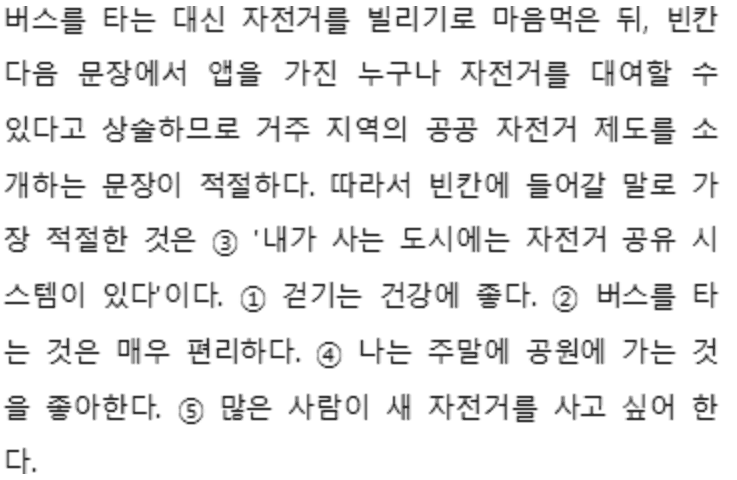 버스를 타는 대신 자전거를 빌리기로 마음먹은 뒤, 빈칸
다음 문장에서 앱을 가진 누구나 자전거를 대여할 수
있다고 상술하므로 거주 지역의 공공 자전거 제도를 소
개하는 문장이 적절하다. 따라서 빈칸에 들어갈 말로 가
장 적절한 것은 ③ '내가 사는 도시에는 자전거 공유 시
스템이 있다'이다. ① 걷기는 건강에 좋다. ② 버스를 타
는 것은 매우 편리하다. ④ 나는 주말에 공원에 가는 것
을 좋아한다. ⑤ 많은 사람이 새 자전거를 사고 싶어 한
다.